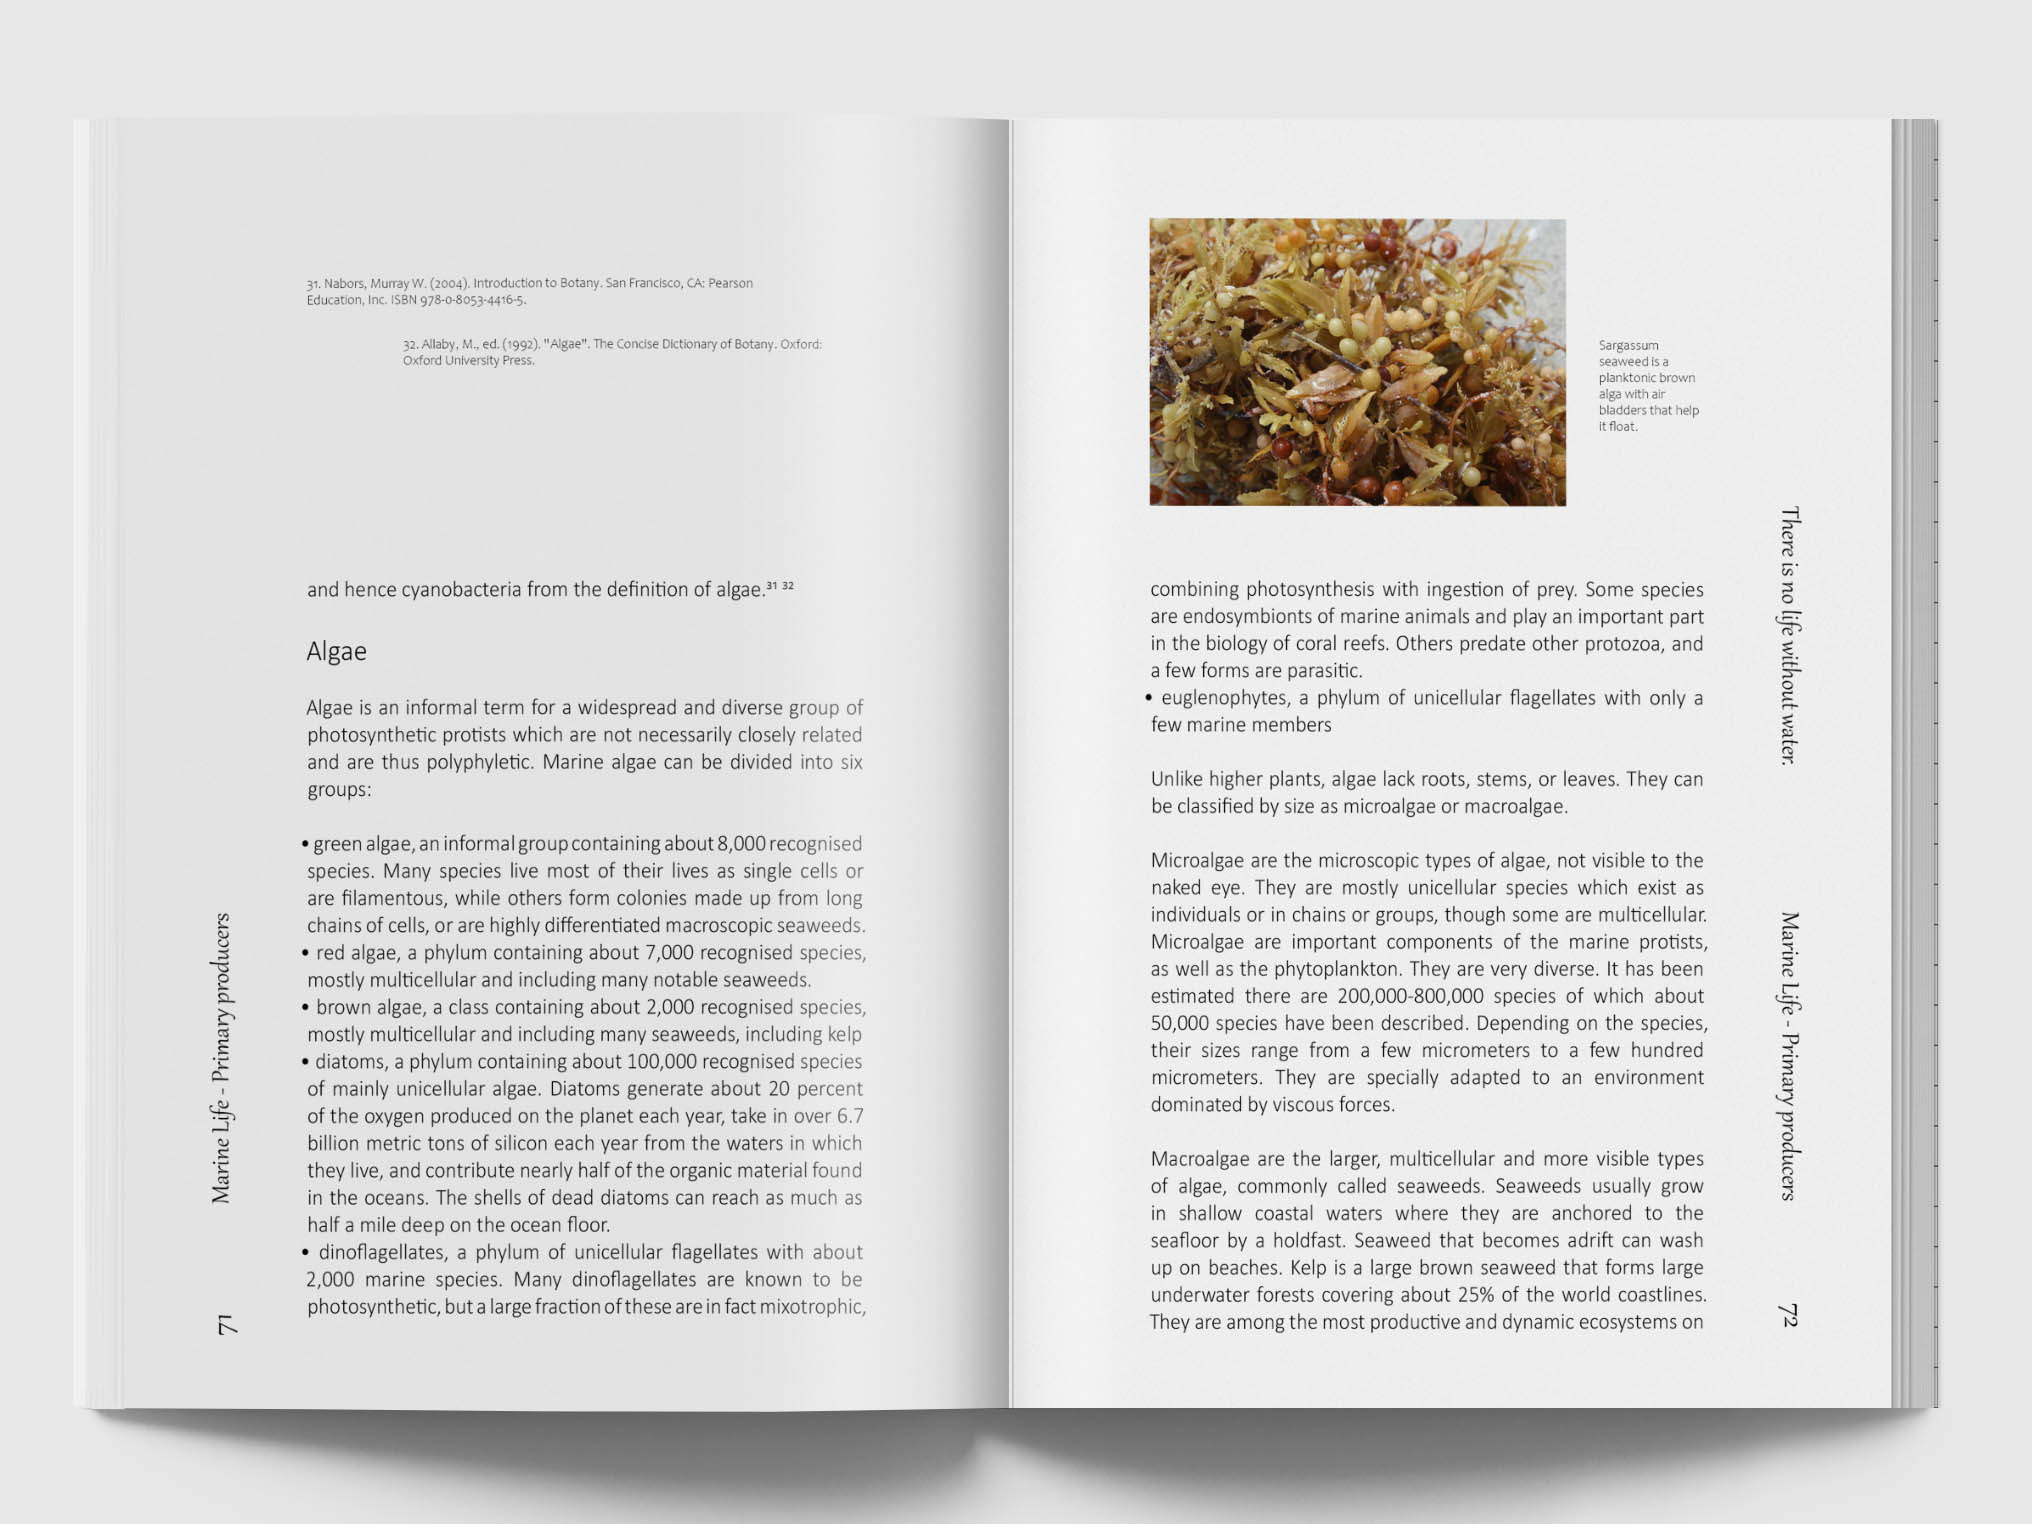 31. Nabors, Murray W. (2004). Introduction to Botany. San Francisco, CA: Pearson
Education, Inc. ISBN 978-0-8053-4416-5.
32. Allaby, M., ed. (1992). "Algae". The Concise Dictionary of Botany. Oxford:
Oxford University Press.
and hence cyanobacteria from the definition of algae.³¹ ³²
Algae
Algae is an informal term for a widespread and diverse group of
photosynthetic protists which are not necessarily closely related
and are thus polyphyletic. Marine algae can be divided into six
groups:
• green algae, an informal group containing about 8,000 recognised
species. Many species live most of their lives as single cells or
are filamentous, while others form colonies made up from long
chains of cells, or are highly differentiated macroscopic seaweeds.
• red algae, a phylum containing about 7,000 recognised species,
mostly multicellular and including many notable seaweeds.
• brown algae, a class containing about 2,000 recognised species,
mostly multicellular and including many seaweeds, including kelp
• diatoms, a phylum containing about 100,000 recognised species
of mainly unicellular algae. Diatoms generate about 20 percent
of the oxygen produced on the planet each year, take in over 6.7
billion metric tons of silicon each year from the waters in which
they live, and contribute nearly half of the organic material found
in the oceans. The shells of dead diatoms can reach as much as
half a mile deep on the ocean floor.
• dinoflagellates, a phylum of unicellular flagellates with about
2,000 marine species. Many dinoflagellates are known to be
photosynthetic, but a large fraction of these are in fact mixotrophic,
Marine Life - Primary producers
71
Sargassum
seaweed is a
planktonic brown
alga with air
bladders that help
it float.
combining photosynthesis with ingestion of prey. Some species
are endosymbionts of marine animals and play an important part
in the biology of coral reefs. Others predate other protozoa, and
a few forms are parasitic.
• euglenophytes, a phylum of unicellular flagellates with only a
few marine members
Unlike higher plants, algae lack roots, stems, or leaves. They can
be classified by size as microalgae or macroalgae.
Microalgae are the microscopic types of algae, not visible to the
naked eye. They are mostly unicellular species which exist as
individuals or in chains or groups, though some are multicellular.
Microalgae are important components of the marine protists,
as well as the phytoplankton. They are very diverse. It has been
estimated there are 200,000-800,000 species of which about
50,000 species have been described. Depending on the species,
their sizes range from a few micrometers to a few hundred
micrometers. They are specially adapted to an environment
dominated by viscous forces.
Macroalgae are the larger, multicellular and more visible types
of algae, commonly called seaweeds. Seaweeds usually grow
in shallow coastal waters where they are anchored to the
seafloor by a holdfast. Seaweed that becomes adrift can wash
up on beaches. Kelp is a large brown seaweed that forms large
underwater forests covering about 25% of the world coastlines.
They are among the most productive and dynamic ecosystems on
There is no life without water.
Marine Life - Primary producers
72